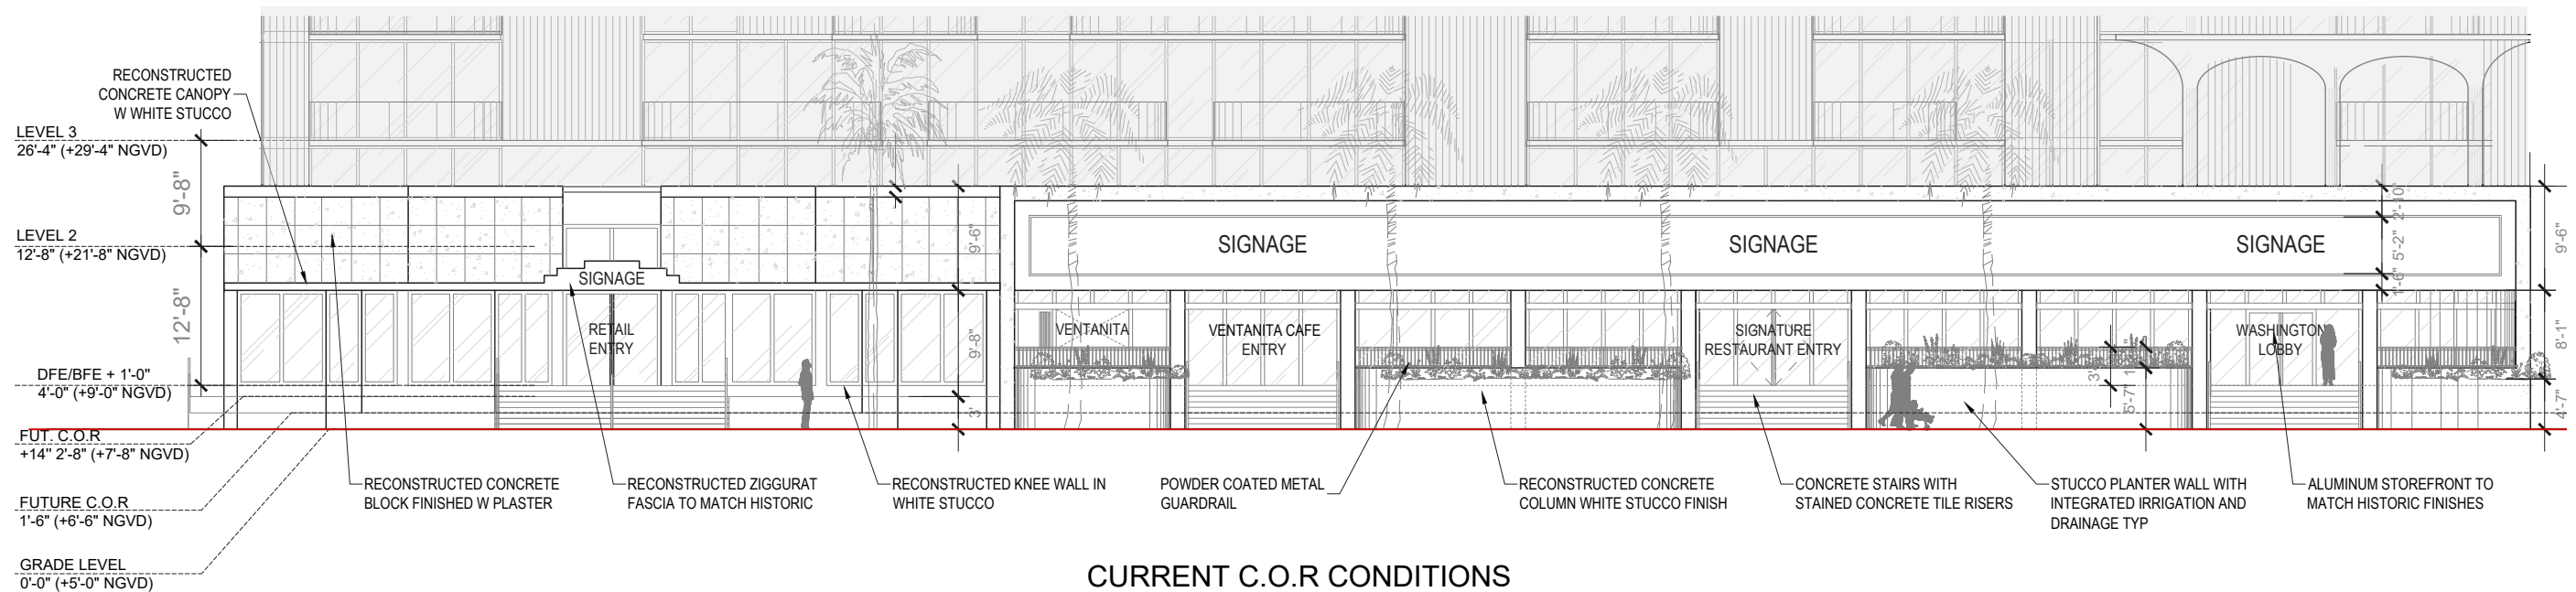 RECONSTRUCTED
CONCRETE CANOPY
W WHITE STUCCO
LEVEL 3
26'-4" (+29'-4" NGVD)
9'-8"
LEVEL 2
12'-8" (+21'-8" NGVD)
12'-8"
DFE/BFE + 1'-0"
4'-0" (+9'-0" NGVD)
FUT. C.O.R
+14" 2'-8" (+7'-8" NGVD)
FUTURE C.O.R
1'-6" (+6'-6" NGVD)
GRADE LEVEL
0'-0" (+5'-0" NGVD)
SIGNAGE
RETAIL
ENTRY
9'-6"
9'-8"
3'
SIGNAGE
SIGNAGE
SIGNAGE
VENTANITA
VENTANITA CAFE
ENTRY
SIGNATURE
RESTAURANT ENTRY
WASHINGTON
LOBBY
2'-10"
5'-2"
1'-6"
9'-6"
8'-1"
4'-7"
3'
5'-7"
RECONSTRUCTED CONCRETE
BLOCK FINISHED W PLASTER
RECONSTRUCTED ZIGGURAT
FASCIA TO MATCH HISTORIC
RECONSTRUCTED KNEE WALL IN
WHITE STUCCO
POWDER COATED METAL
GUARDRAIL
RECONSTRUCTED CONCRETE
COLUMN WHITE STUCCO FINISH
CONCRETE STAIRS WITH
STAINED CONCRETE TILE RISERS
STUCCO PLANTER WALL WITH
INTEGRATED IRRIGATION AND
DRAINAGE TYP
ALUMINUM STOREFRONT TO
MATCH HISTORIC FINISHES
CURRENT C.O.R CONDITIONS